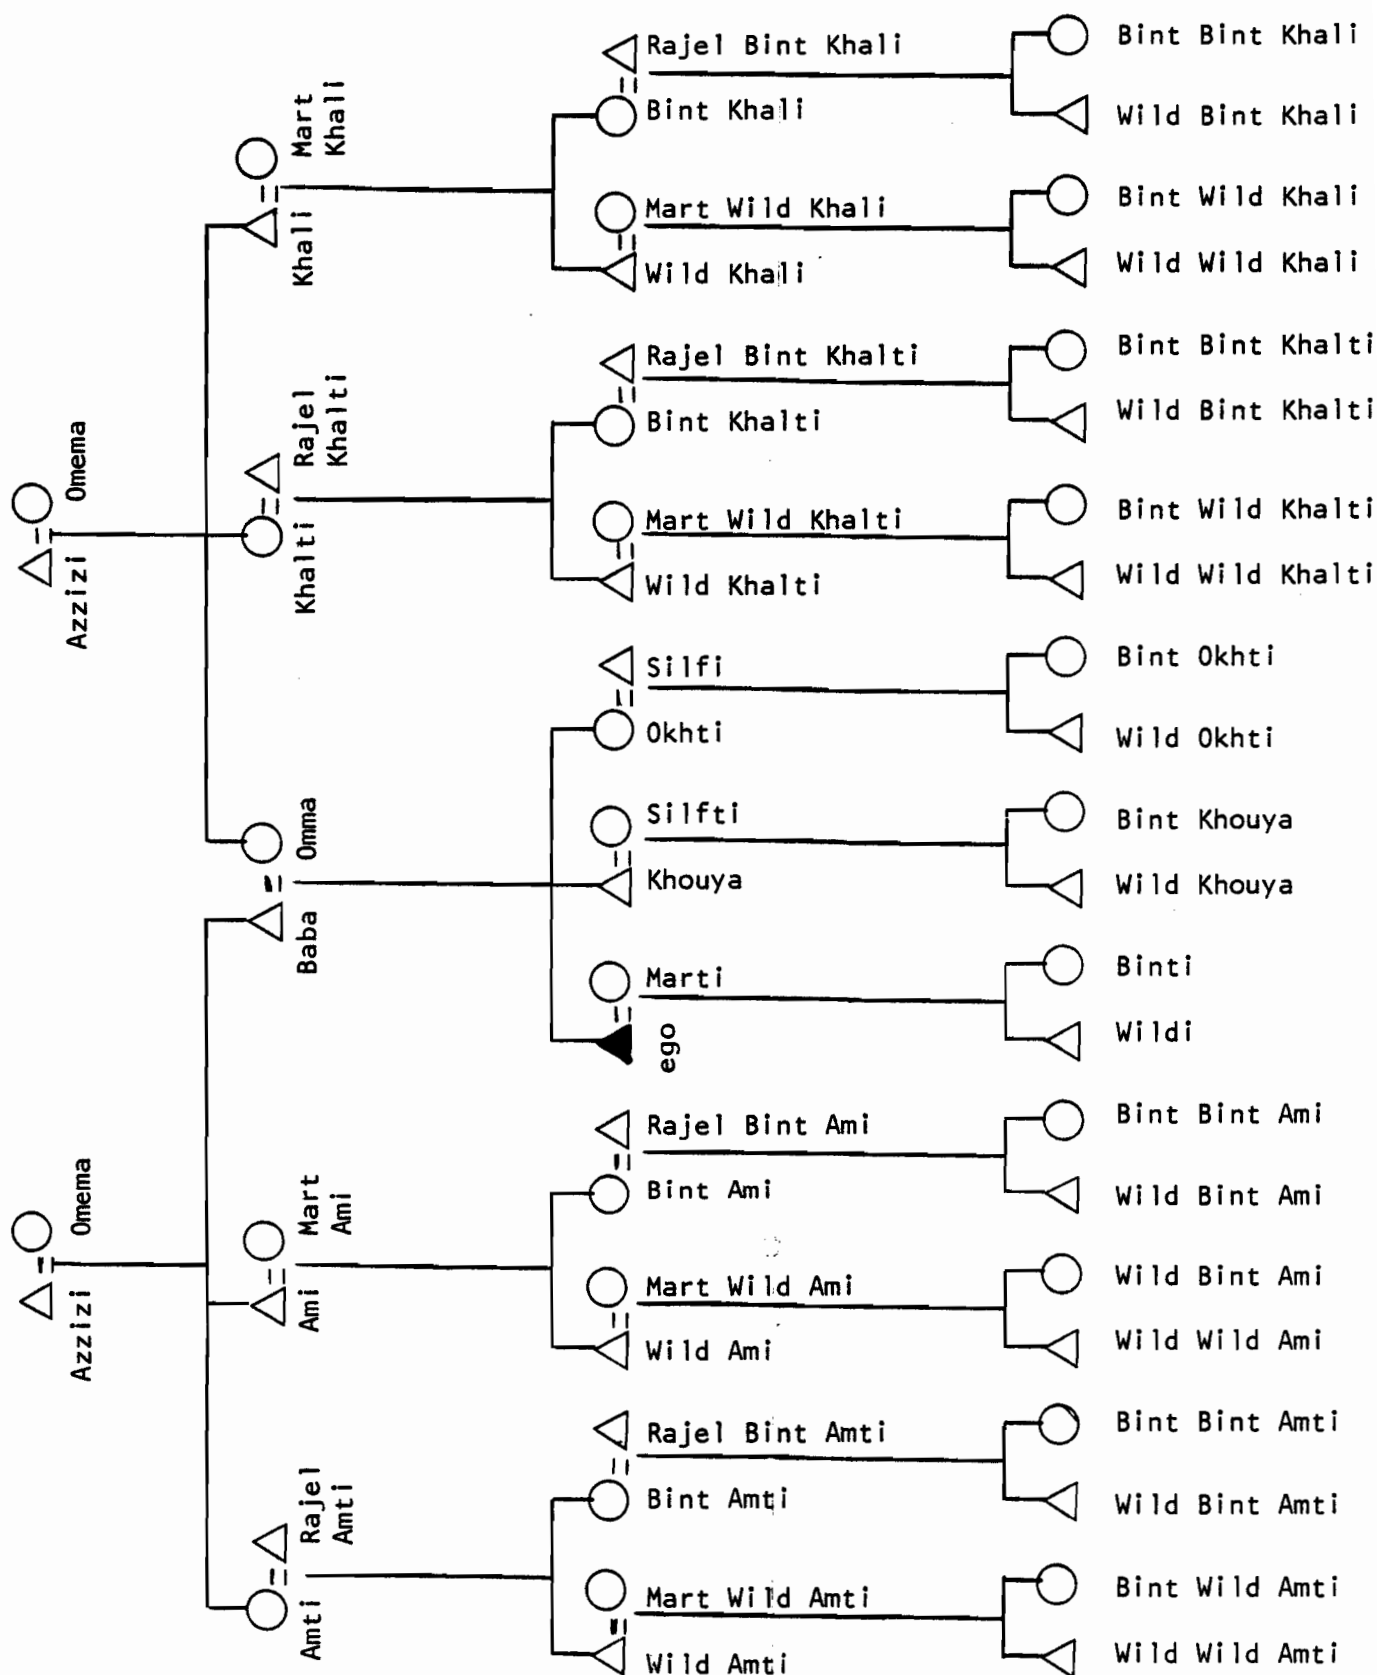 Azzizi
Omema
Azzizi
Omema
Amti
Rajel
Amti
Ami
Mart
Ami
Baba
Omma
Khalti
Rajel
Khalti
Khali
Mart
Khali
Rajel Bint Khali
Bint Khali
Mart Wild Khali
Wild Khali
Rajel Bint Khalti
Bint Khalti
Mart Wild Khalti
Wild Khalti
Silfi
Okhti
Silfti
Khouya
Marti
ego
Rajel Bint Ami
Bint Ami
Mart Wild Ami
Wild Ami
Rajel Bint Amti
Bint Amti
Mart Wild Amti
Wild Amti
Bint Bint Khali
Wild Bint Khali
Bint Wild Khali
Wild Wild Khali
Bint Bint Khalti
Wild Bint Khalti
Bint Wild Khalti
Wild Wild Khalti
Bint Okhti
Wild Okhti
Bint Khouya
Wild Khouya
Binti
Wildi
Bint Bint Ami
Wild Bint Ami
Wild Bint Ami
Wild Wild Ami
Bint Bint Amti
Wild Bint Amti
Bint Wild Amti
Wild Wild Amti